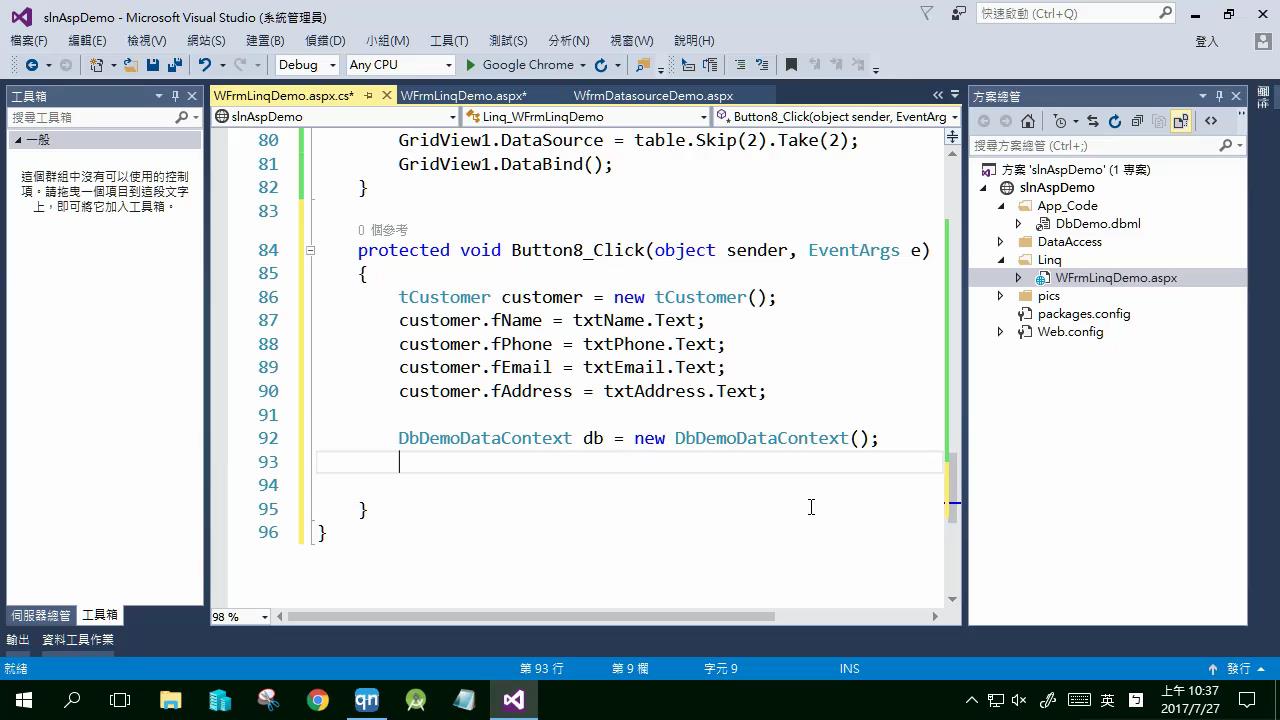 slnAspDemo - Microsoft Visual Studio (系統管理員)
快速啟動 (Ctrl+Q)
檔案(F) 編輯(E) 檢視(V) 網站(S) 建置(B) 偵錯(D) 小組(M) 工具(T) 測試(S) 分析(N) 視窗(W) 說明(H) 登入
Debug Any CPU Google Chrome
工具箱
搜尋工具箱
一般
這個群組中沒有可以使用的控制
項。請拖曳一個項目到這段文字
上，即可將它加入工具箱。
伺服器總管 工具箱
WFrmLinqDemo.aspx.cs* WFrmLinqDemo.aspx* WfrmDatasourceDemo.aspx
slnAspDemo Linq_WFrmLinqDemo Button8_Click(object sender, EventArg
80 GridView1.DataSource = table.Skip(2).Take(2);
81 GridView1.DataBind();
82 }
83
0 個參考
84 protected void Button8_Click(object sender, EventArgs e)
85 {
86 tCustomer customer = new tCustomer();
87 customer.fName = txtName.Text;
88 customer.fPhone = txtPhone.Text;
89 customer.fEmail = txtEmail.Text;
90 customer.fAddress = txtAddress.Text;
91
92 DbDemoDataContext db = new DbDemoDataContext();
93
94
95 }
96 }
98 %
方案總管
搜尋方案總管 (Ctrl+;)
方案 'slnAspDemo' (1 專案)
slnAspDemo
App_Code
DbDemo.dbml
DataAccess
Linq
WFrmLinqDemo.aspx
pics
packages.config
Web.config
輸出 資料工具作業
就緒 第 93 行 第 9 欄 字元 9 INS 發行
qn
英
上午 10:37
2017/7/27